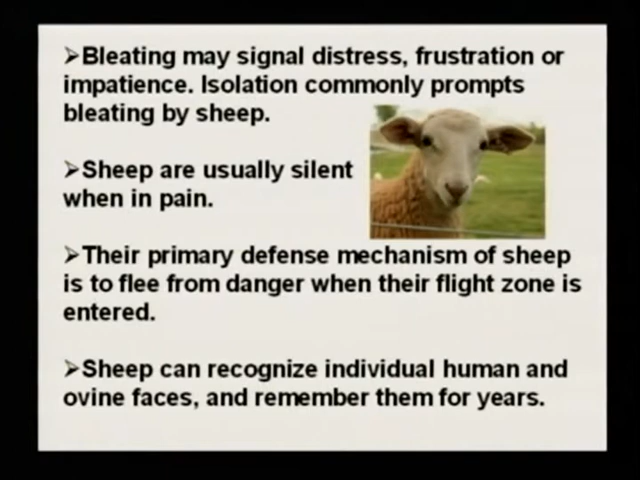 ➢Bleating may signal distress, frustration or
impatience. Isolation commonly prompts
bleating by sheep.
➢Sheep are usually silent
when in pain.
➢Their primary defense mechanism of sheep
is to flee from danger when their flight zone is
entered.
➢Sheep can recognize individual human and
ovine faces, and remember them for years.